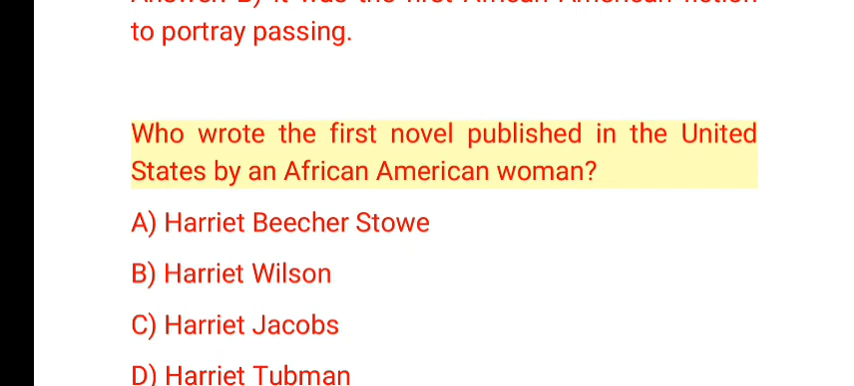 to portray passing.
Who wrote the first novel published in the United
States by an African American woman?
A) Harriet Beecher Stowe
B) Harriet Wilson
C) Harriet Jacobs
D) Harriet Tubman